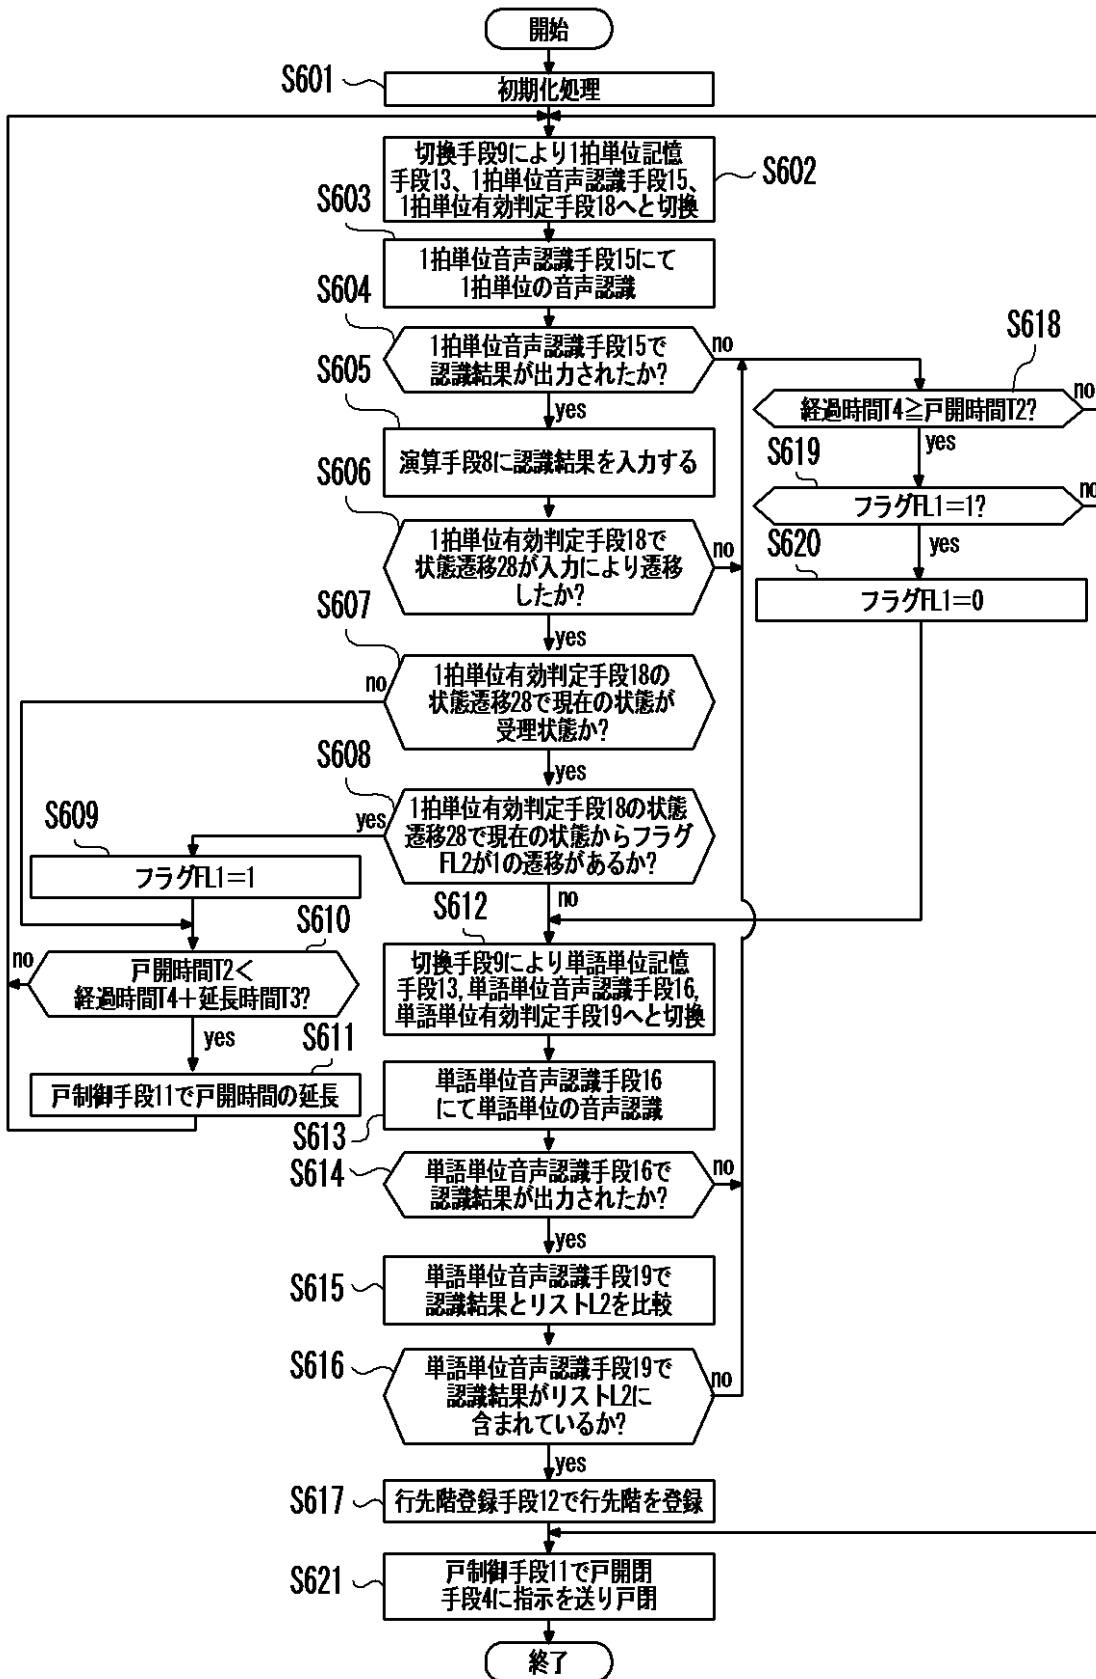 開始
S601
初期化処理
切換手段9により1拍単位記憶
手段13、1拍単位音声認識手段15、
1拍単位有効判定手段18へと切換
S602
S603
1拍単位音声認識手段15にて
1拍単位の音声認識
S604
1拍単位音声認識手段15で
認識結果が出力されたか?
no
yes
S605
演算手段8に認識結果を入力する
S606
1拍単位有効判定手段18で
状態遷移28が入力により遷移
したか?
no
yes
S607
1拍単位有効判定手段18の
状態遷移28で現在の状態が
受理状態か?
no
yes
S608
1拍単位有効判定手段18の状態
遷移28で現在の状態からフラグ
FL2が1の遷移があるか?
yes
no
S609
フラグFL1=1
S610
戸開時間T2<
経過時間T4+延長時間T3?
no
yes
S611
戸制御手段11で戸開時間の延長
S612
切換手段9により単語単位記憶
手段13,単語単位音声認識手段16,
単語単位有効判定手段19へと切換
単語単位音声認識手段16
にて単語単位の音声認識
S613
S614
単語単位音声認識手段16で
認識結果が出力されたか?
no
yes
S615
単語単位音声認識手段19で
認識結果とリストL2を比較
S616
単語単位音声認識手段19で
認識結果がリストL2に
含まれているか?
no
yes
S617
行先階登録手段12で行先階を登録
S618
経過時間T4≧戸開時間T2?
no
yes
S619
フラグFL1=1?
no
yes
S620
フラグFL1=0
S621
戸制御手段11で戸開閉
手段4に指示を送り戸閉
終了